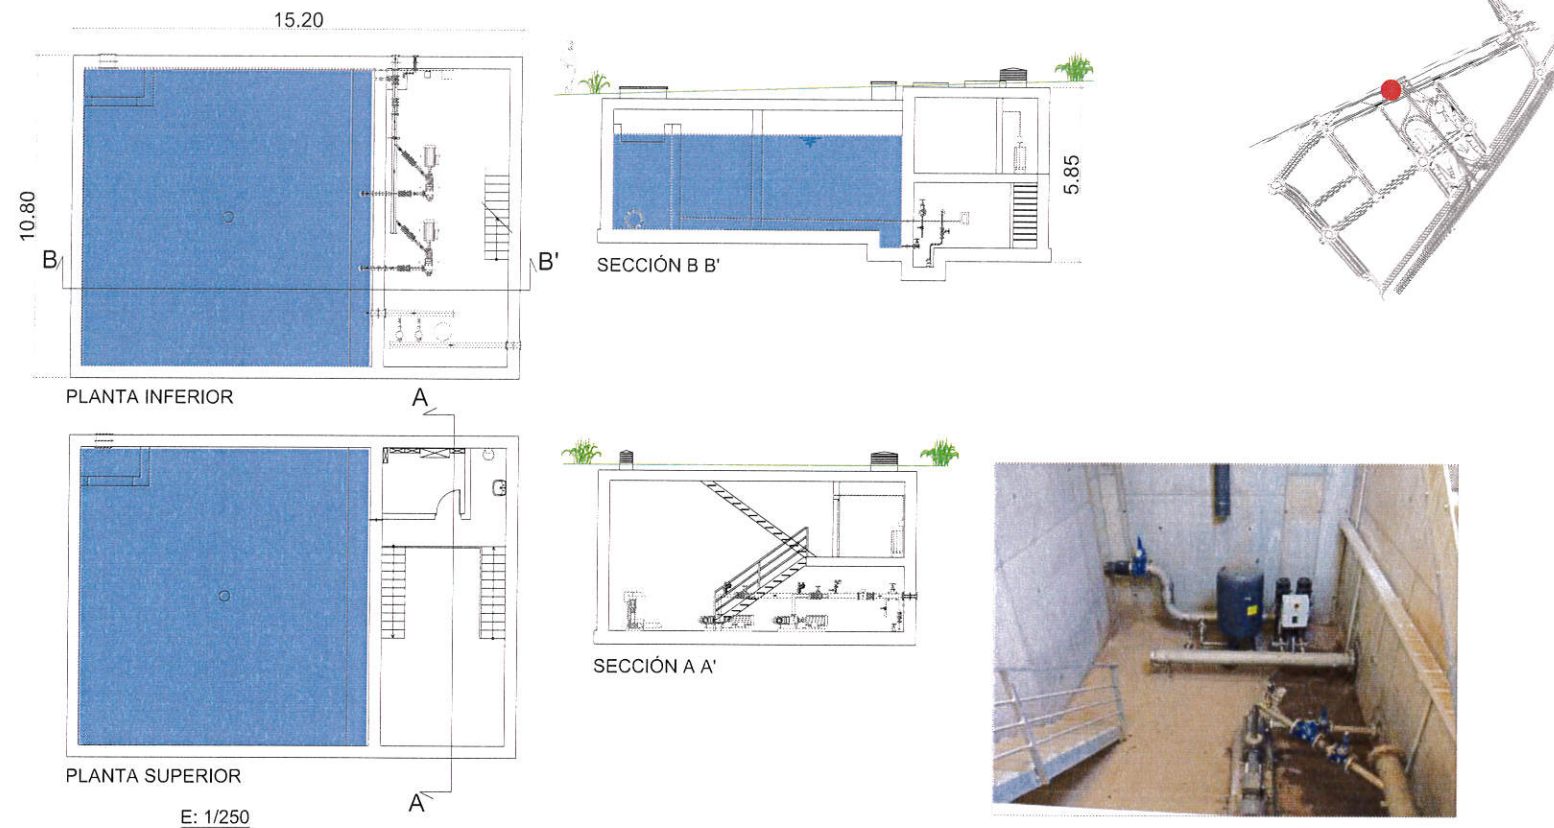 15.20
10.80
B
B'
PLANTA INFERIOR
5.85
SECCIÓN B B'
A
A
PLANTA SUPERIOR
E: 1/250
SECCIÓN A A'